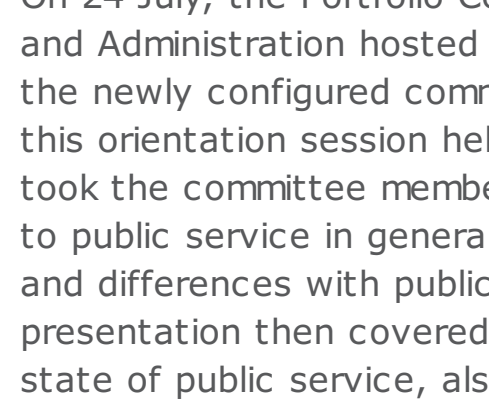 On 24 July, the Portfolio Co
and Administration hosted
the newly configured comm
this orientation session hel
took the committee membe
to public service in genera
and differences with public
presentation then covered
state of public service, als